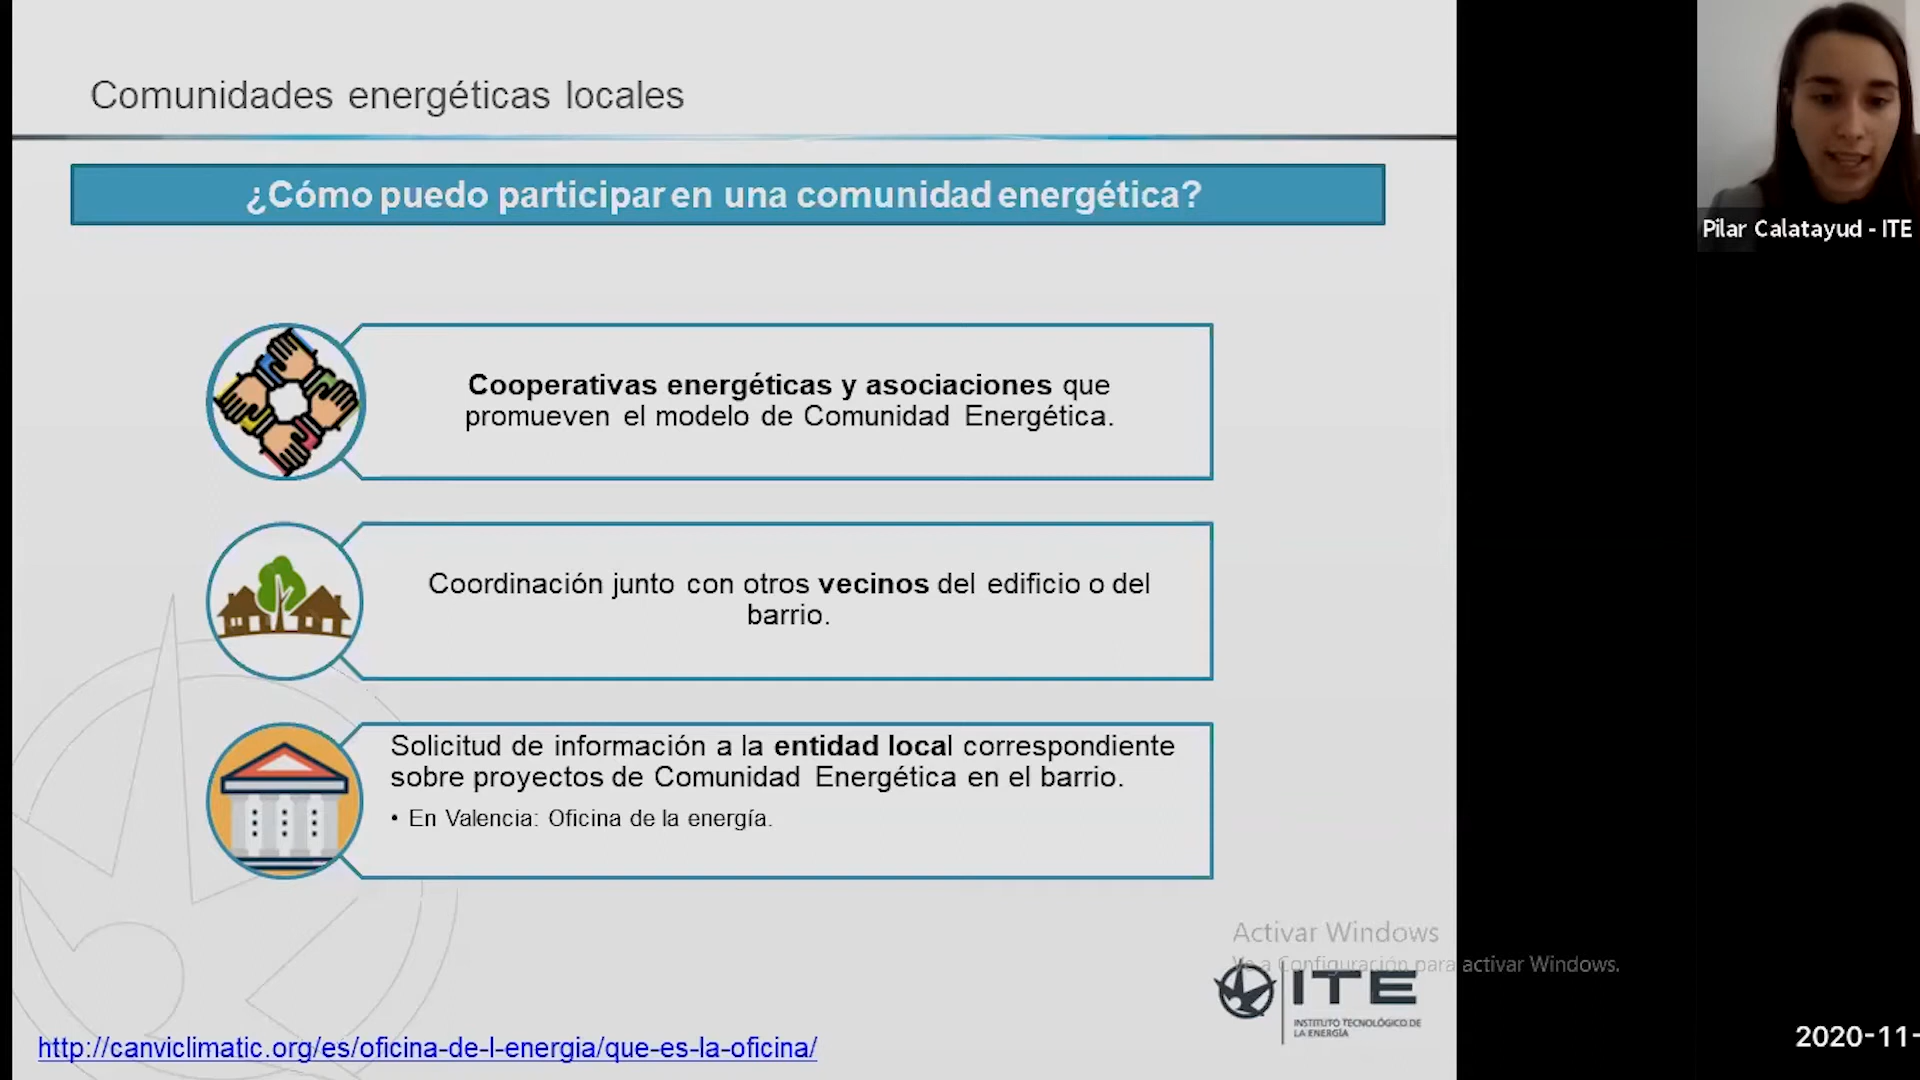 Comunidades energéticas locales
¿Cómo puedo participar en una comunidad energética?
Pilar Calatayud - ITE
Cooperativas energéticas y asociaciones que
promueven el modelo de Comunidad Energética.
Coordinación junto con otros vecinos del edificio o del
barrio.
Solicitud de información a la entidad local correspondiente
sobre proyectos de Comunidad Energética en el barrio.
• En Valencia: Oficina de la energía.
Activar Windows
Ve a Configuración para activar Windows.
ITE
INSTITUTO TECNOLÓGICO DE
LA ENERGÍA
http://canviclimatic.org/es/oficina-de-l-energia/que-es-la-oficina/
2020-11-